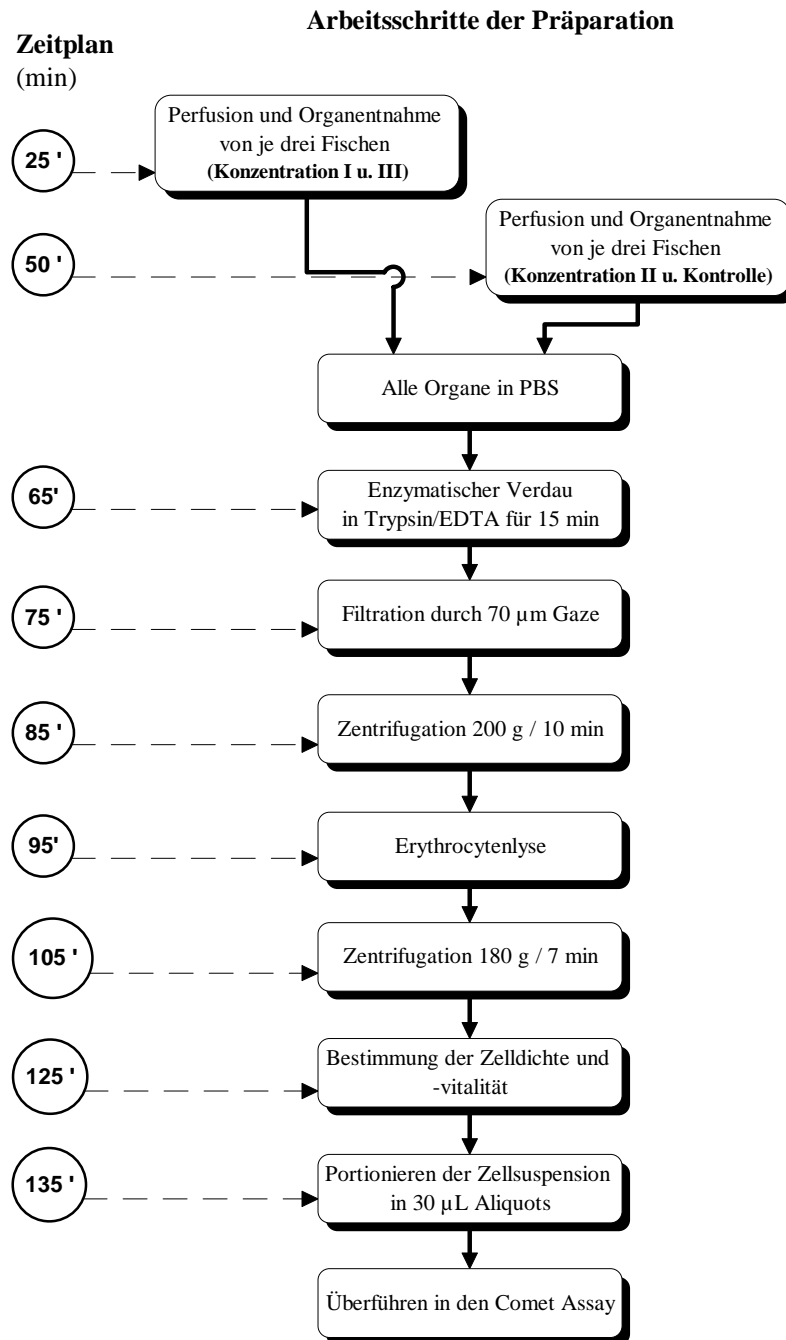 Arbeitsschritte der Präparation
Zeitplan
(min)
Perfusion und Organentnahme
von je drei Fischen
(Konzentration I u. III)
25 '
Perfusion und Organentnahme
von je drei Fischen
(Konzentration II u. Kontrolle)
50 '
Alle Organe in PBS
65'
Enzymatischer Verdau
in Trypsin/EDTA für 15 min
75 '
Filtration durch 70 µm Gaze
85 '
Zentrifugation 200 g / 10 min
95'
Erythrocytenlyse
105 '
Zentrifugation 180 g / 7 min
125 '
Bestimmung der Zelldichte und
-vitalität
135 '
Portionieren der Zellsuspension
in 30 µL Aliquots
Überführen in den Comet Assay